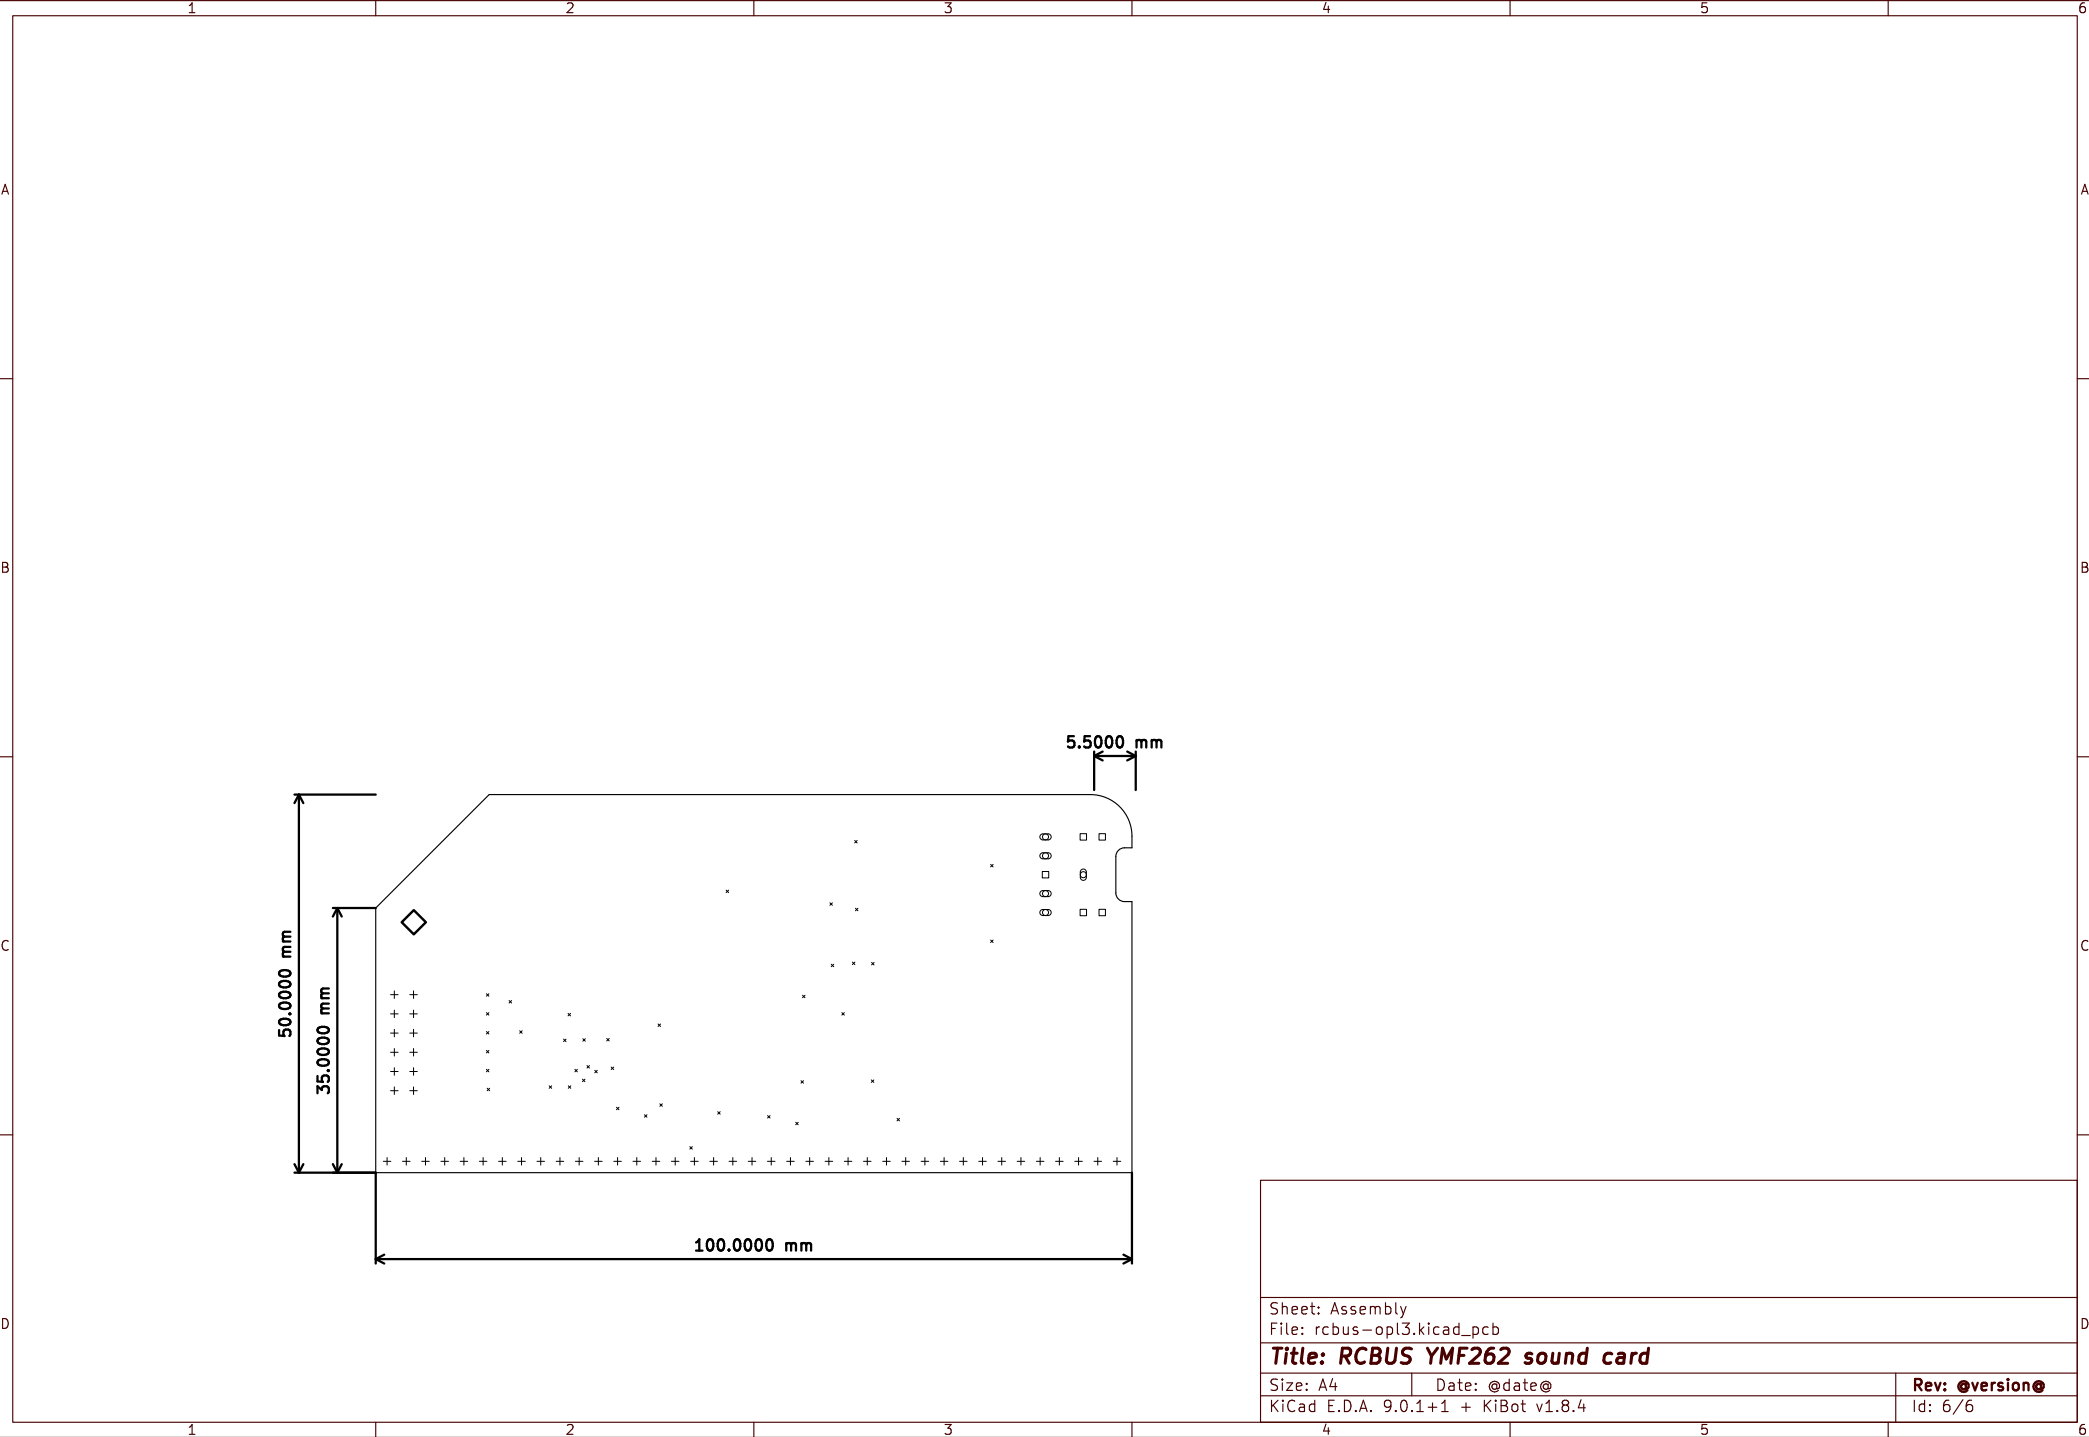 1 2 3 4 5 6
A A
B B
5.5000 mm
50.0000 mm
35.0000 mm
C C
100.0000 mm
Sheet: Assembly
File: rcbus-opl3.kicad_pcb
D D
Title: RCBUS YMF262 sound card
Size: A4 Date: @date@ Rev: @version@
KiCad E.D.A. 9.0.1+1 + KiBot v1.8.4 Id: 6/6
1 2 3 4 5 6